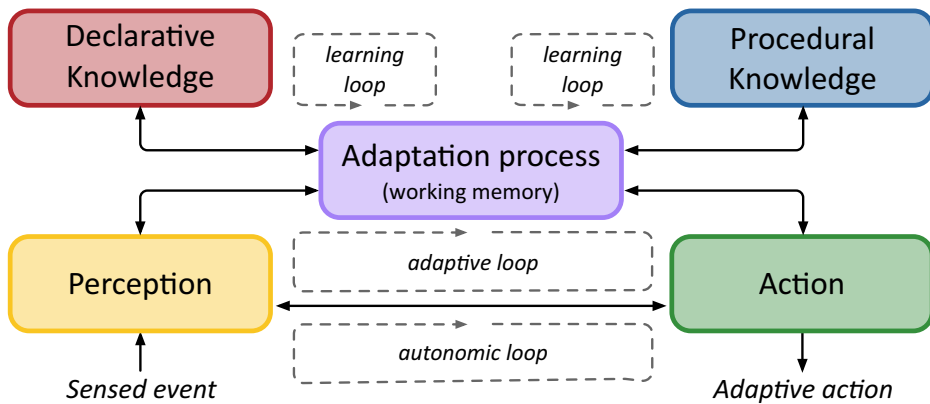 Declarative
Knowledge
learning
loop
learning
loop
Procedural
Knowledge
Adaptation process
(working memory)
Perception
adaptive loop
Action
autonomic loop
Sensed event
Adaptive action